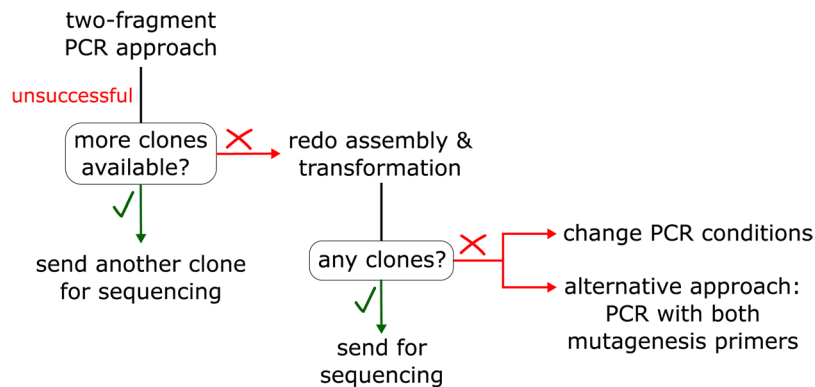 two-fragment
PCR approach
unsuccessful
more clones
available?
redo assembly &
transformation
send another clone
for sequencing
any clones?
change PCR conditions
alternative approach:
PCR with both
mutagenesis primers
send for
sequencing